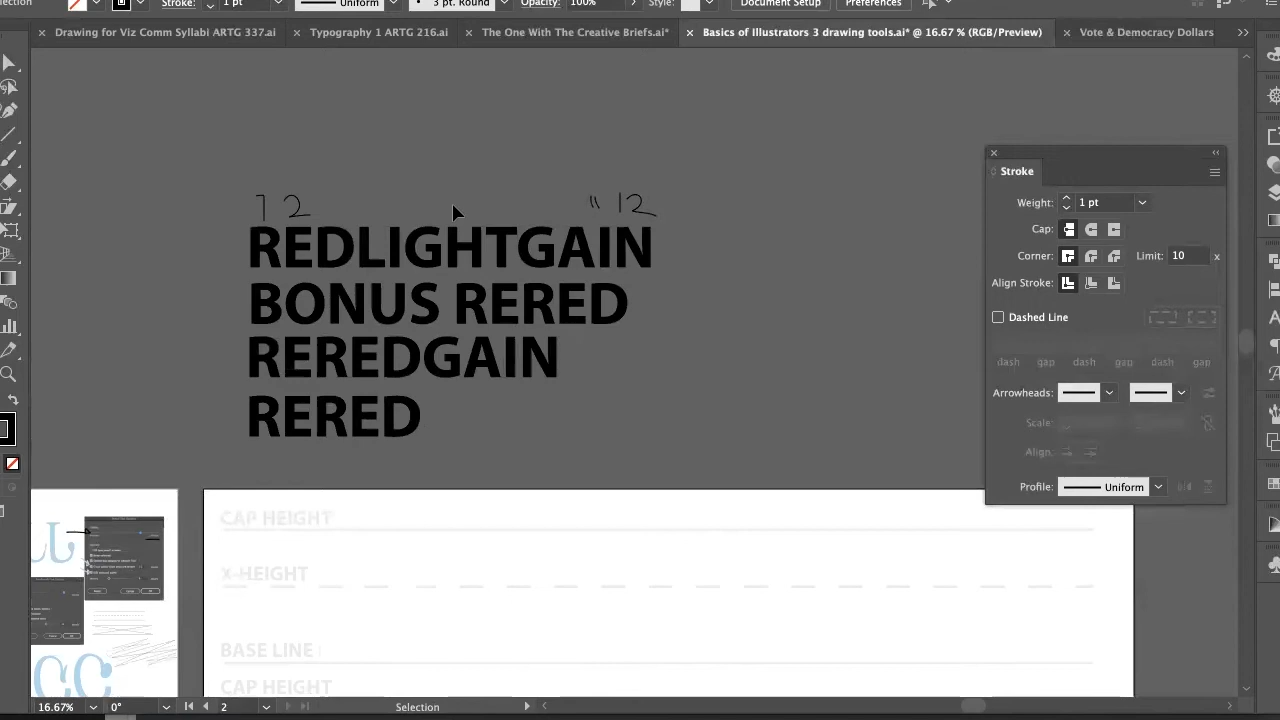 Stroke: 1 pt Uniform 3 pt. Round Opacity: 100% Style: Document Setup Preferences
Drawing for Viz Comm Syllabi ARTG 337.ai Typography 1 ARTG 216.ai The One With The Creative Briefs.ai* Basics of Illustrators 3 drawing tools.ai* @ 16.67 % (RGB/Preview) Vote & Democracy Dollars
12 " 12
REDLIGHTGAIN
BONUS RERED
REREDGAIN
RERED
Stroke
Weight: 1 pt
Cap:
Corner: Limit: 10 x
Align Stroke:
Dashed Line
dash gap dash gap dash gap
Arrowheads:
Scale:
Align:
Profile: Uniform
CAP HEIGHT
X-HEIGHT
BASE LINE
CAP HEIGHT
CC
16.67% 0° 2 Selection